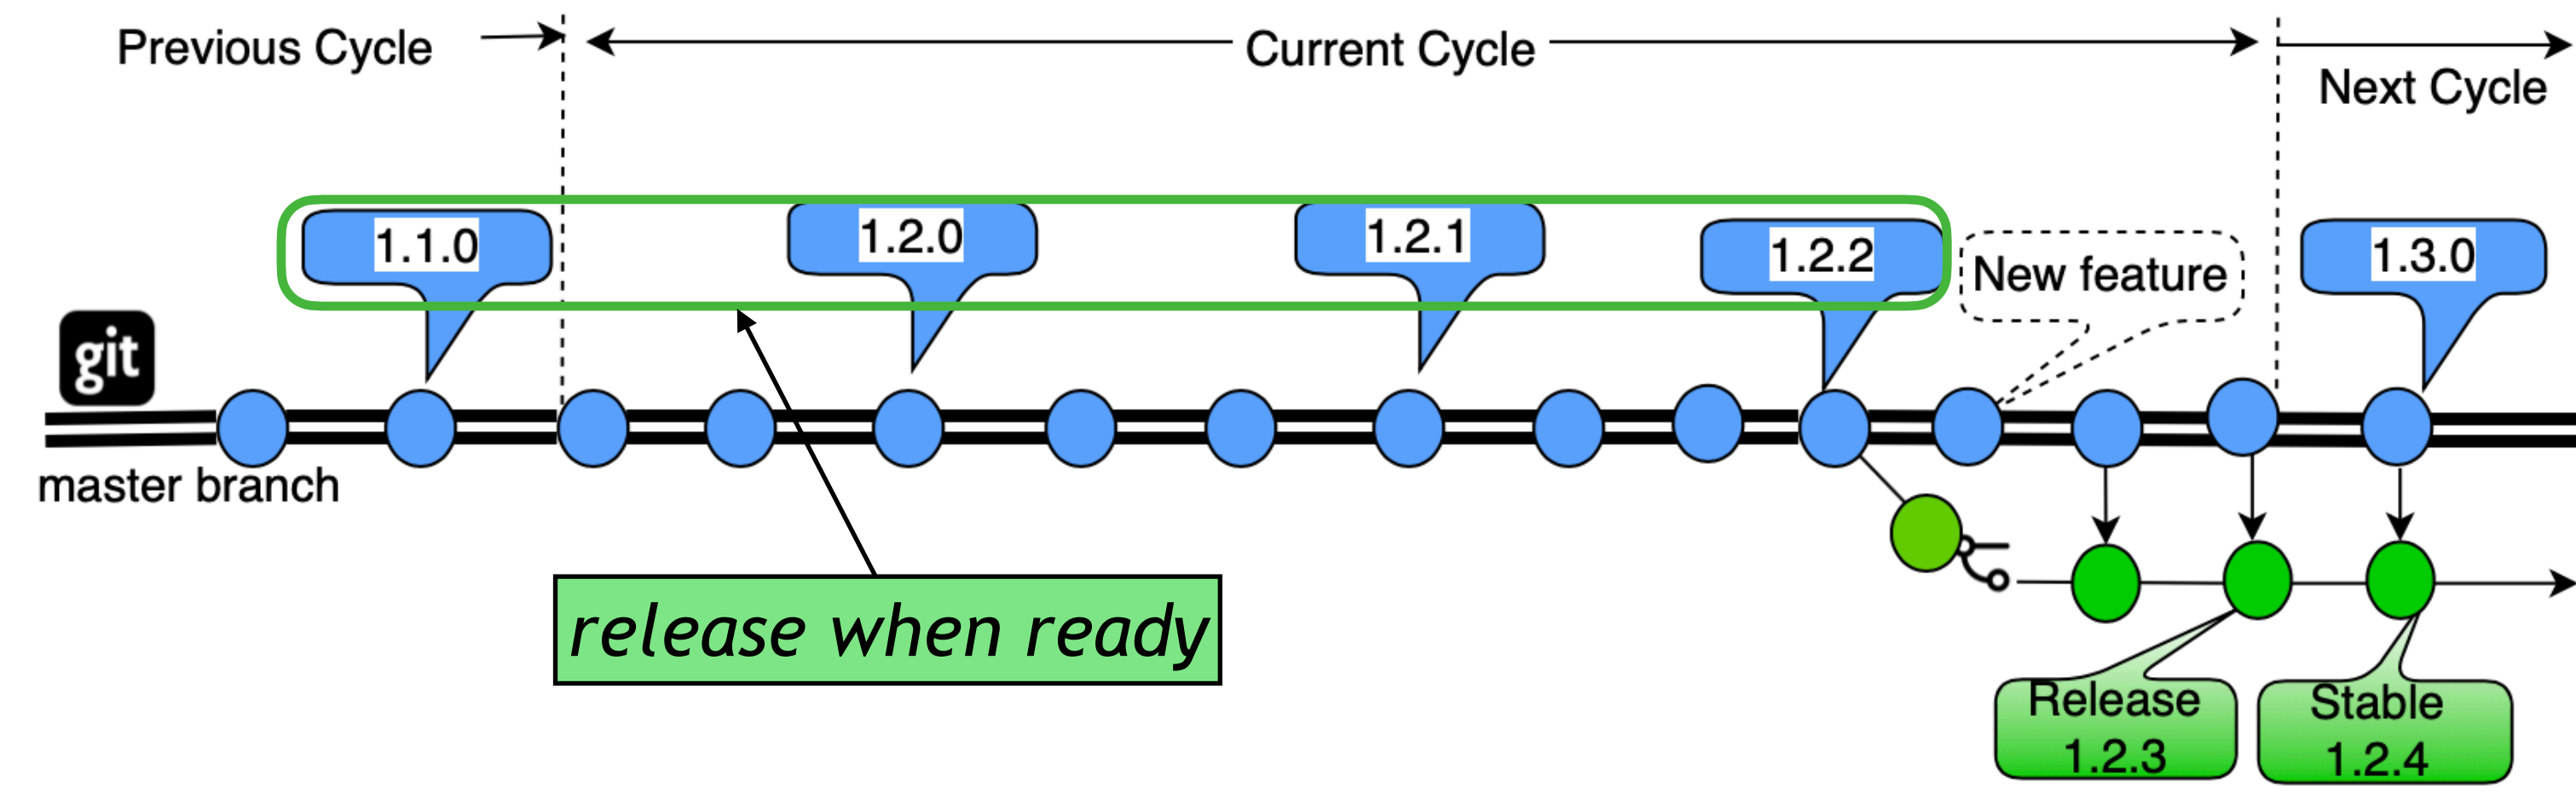 Previous Cycle
Current Cycle
Next Cycle
1.1.0
1.2.0
1.2.1
1.2.2
New feature
1.3.0
git
master branch
release when ready
Release
1.2.3
Stable
1.2.4